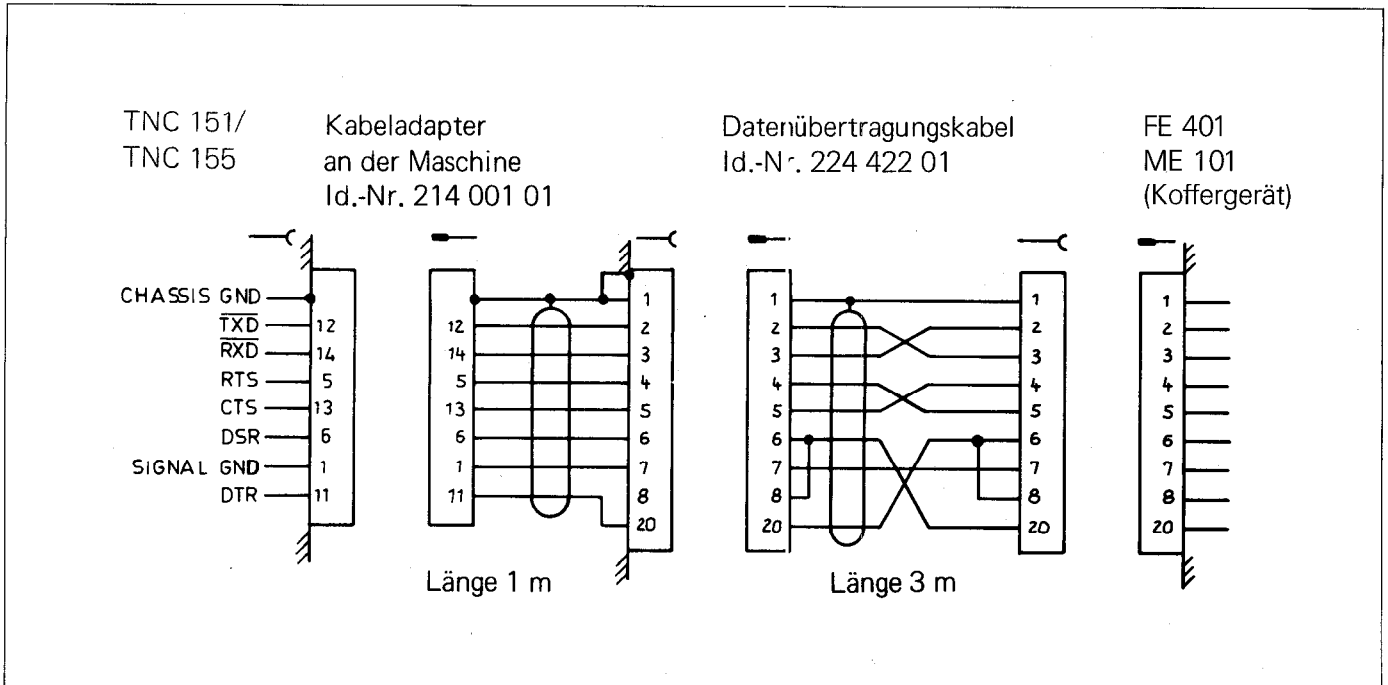 TNC 151/
TNC 155
Kabeladapter
an der Maschine
Id.-Nr. 214 001 01
Datenübertragungskabel
Id.-Nr. 224 422 01
FE 401
ME 101
(Koffergerät)
CHASSIS GND
TXD 12
RXD 14
RTS 5
CTS 13
DSR 6
SIGNAL GND 1
DTR 11
12
14
5
13
6
1
11
1
2
3
4
5
6
7
8
20
1
2
3
4
5
6
7
8
20
1
2
3
4
5
6
7
8
20
1
2
3
4
5
6
7
8
20
Länge 1 m
Länge 3 m